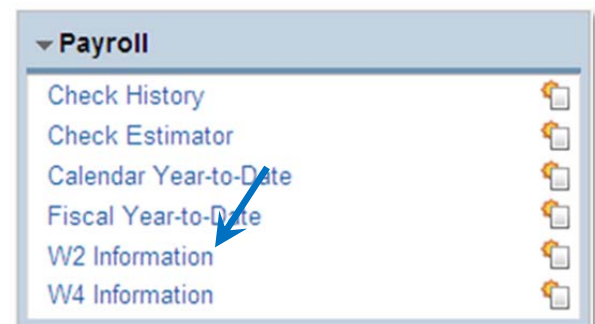 Payroll
Check History
Check Estimator
Calendar Year-to-Date
Fiscal Year-to-Date
W2 Information
W4 Information